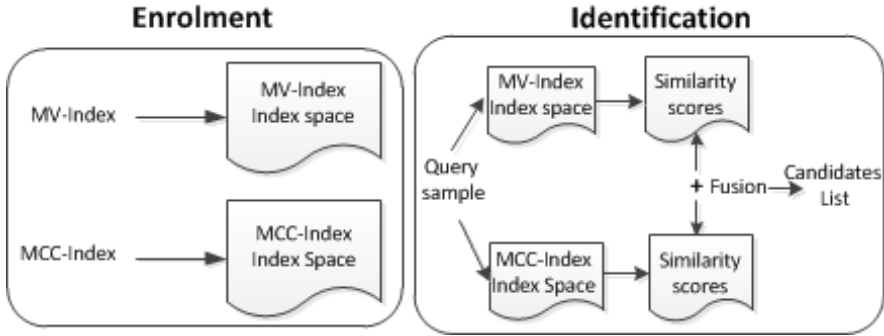 Enrolment
MV-Index
MV-Index
Index space
MCC-Index
MCC-Index
Index Space
Identification
Query
sample
MV-Index
Index space
Similarity
scores
MCC-Index
Index Space
Similarity
scores
+ Fusion
Candidates
List